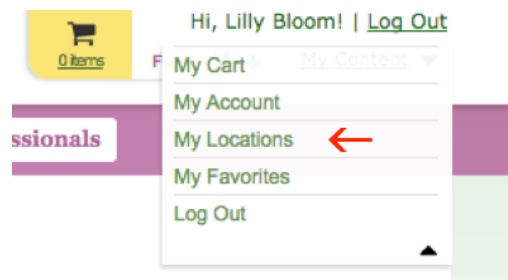 Hi, Lilly Bloom! | Log Out
0 items
F
My Content
My Cart
My Account
ssionals
My Locations
My Favorites
Log Out